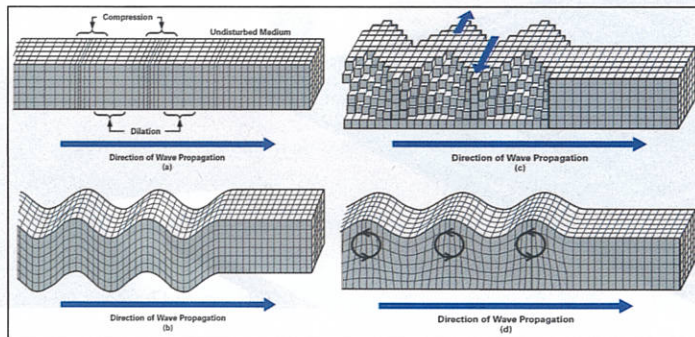 Compression
Undisturbed Medium
Dilation
Direction of Wave Propagation
(a)
Direction of Wave Propagation
(c)
Direction of Wave Propagation
(b)
Direction of Wave Propagation
(d)